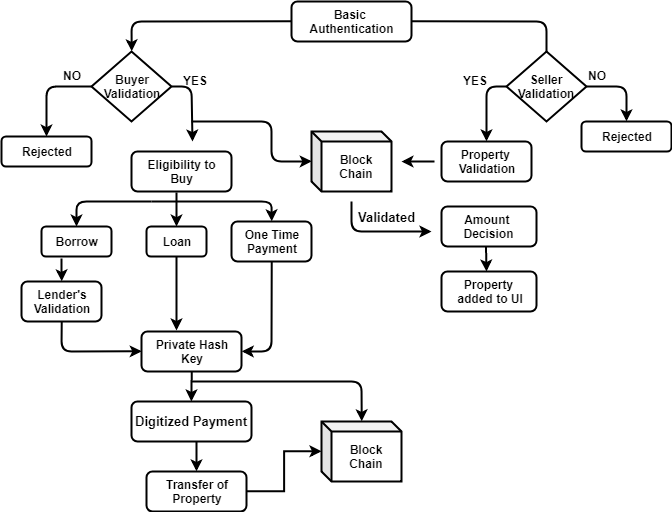 Basic
Authentication
NO
Buyer
Validation
YES
YES
Seller
Validation
NO
Rejected
Eligibility to
Buy
Block
Chain
Property
Validation
Rejected
Borrow
Loan
One Time
Payment
Validated
Amount
Decision
Lender's
Validation
Property
added to UI
Private Hash
Key
Digitized Payment
Block
Chain
Transfer of
Property